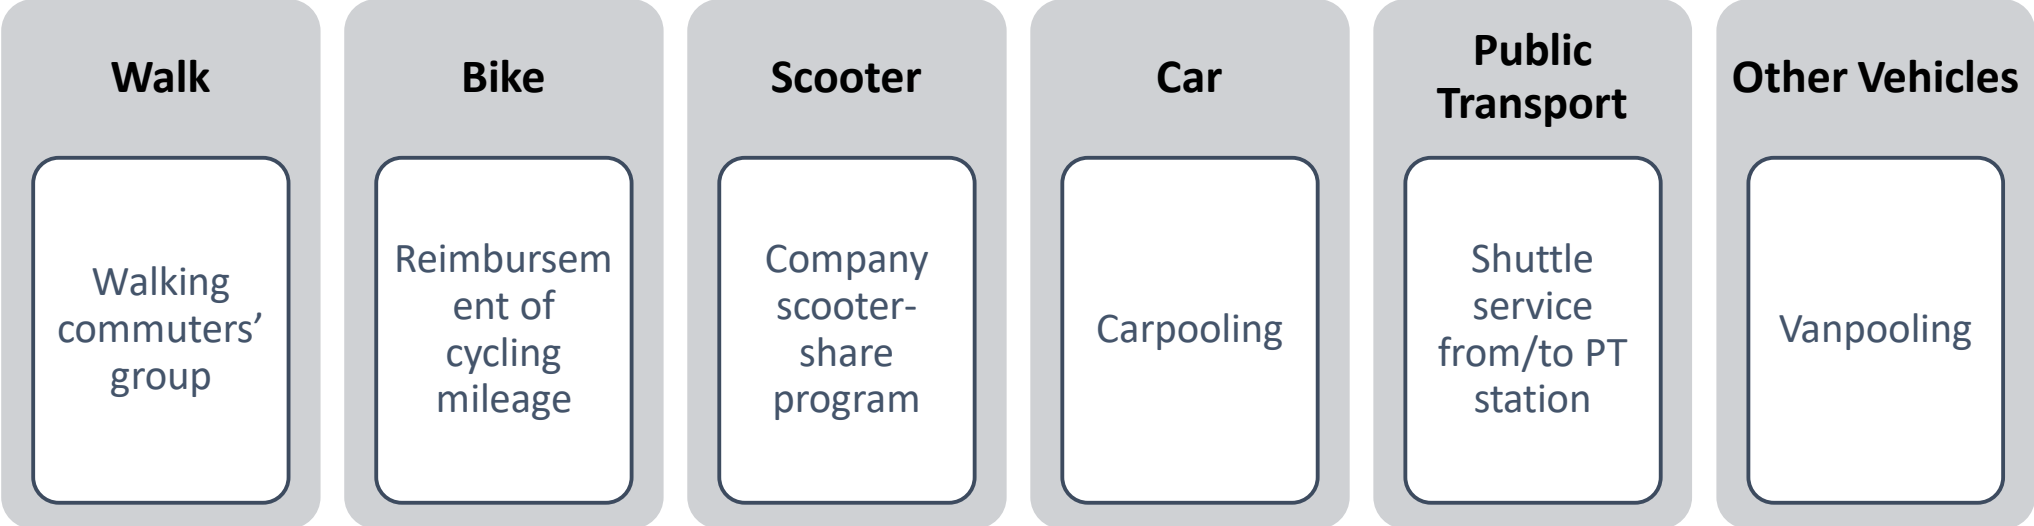 Walk
Walking
commuters’
group
Bike
Reimbursem
ent of
cycling
mileage
Scooter
Company
scooter-
share
program
Car
Carpooling
Public
Transport
Shuttle
service
from/to PT
station
Other Vehicles
Vanpooling